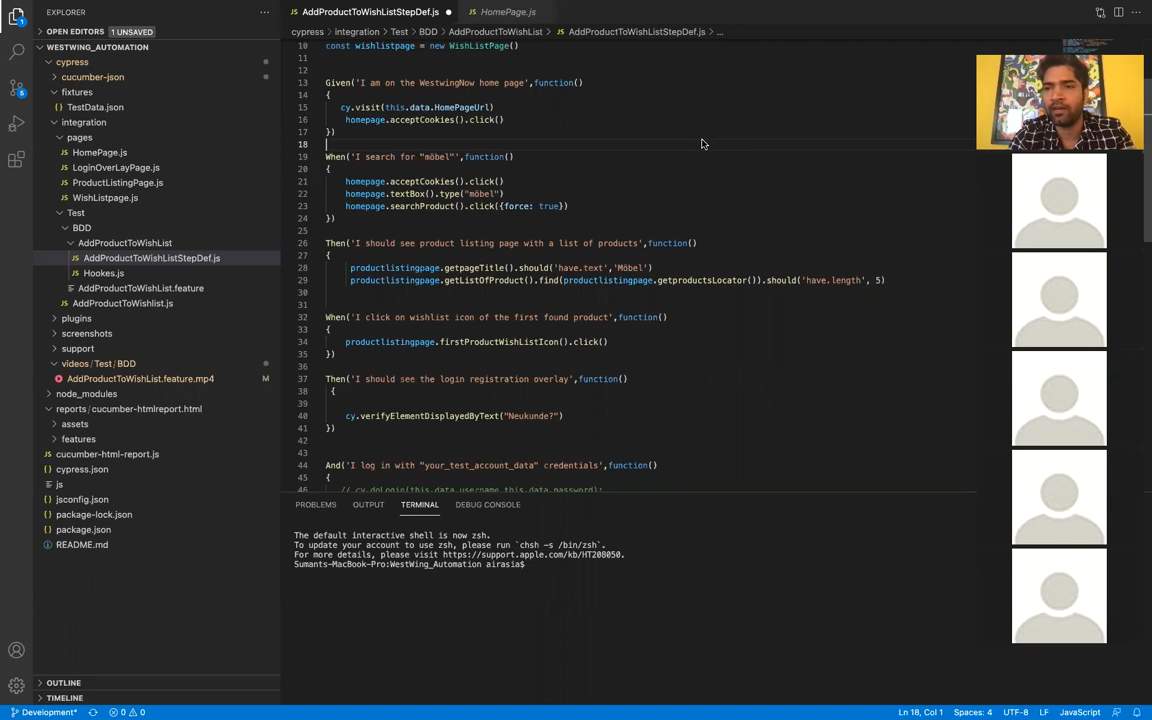 EXPLORER
OPEN EDITORS 1 UNSAVED
WESTWING_AUTOMATION
cypress
cucumber-json
fixtures
TestData.json
integration
pages
HomePage.js
LoginOverLayPage.js
ProductListingPage.js
WishListpage.js
Test
BDD
AddProductToWishList
AddProductToWishListStepDef.js
Hookes.js
AddProductToWishList.feature
AddProductToWishlist.js
plugins
screenshots
support
videos/Test/BDD
AddProductToWishList.feature.mp4 M
node_modules
reports/cucumber-htmlreport.html
assets
features
cucumber-html-report.js
cypress.json
js
jsconfig.json
package-lock.json
package.json
README.md
OUTLINE
TIMELINE
AddProductToWishListStepDef.js HomePage.js
cypress > integration > Test > BDD > AddProductToWishList > AddProductToWishListStepDef.js > ...
10 const wishlistpage = new WishListPage()
11
12
13 Given('I am on the WestwingNow home page',function()
14 {
15 cy.visit(this.data.HomePageUrl)
16 homepage.acceptCookies().click()
17 })
18
19 When('I search for "möbel"',function()
20 {
21 homepage.acceptCookies().click()
22 homepage.textBox().type("möbel")
23 homepage.searchProduct().click({force: true})
24 })
25
26 Then('I should see product listing page with a list of products',function()
27 {
28 productlistingpage.getpageTitle().should('have.text','Möbel')
29 productlistingpage.getListOfProduct().find(productlistingpage.getproductsLocator()).should('have.length', 5)
30
31
32 When('I click on wishlist icon of the first found product',function()
33 {
34 productlistingpage.firstProductWishListIcon().click()
35 })
36
37 Then('I should see the login registration overlay',function()
38 {
39
40 cy.verifyElementDisplayedByText("Neukunde?")
41 })
42
43
44 And('I log in with "your_test_account_data" credentials',function()
45 {
46 // cy.doLogin(this.data.username,this.data.password);
PROBLEMS OUTPUT TERMINAL DEBUG CONSOLE
The default interactive shell is now zsh.
To update your account to use zsh, please run `chsh -s /bin/zsh`.
For more details, please visit https://support.apple.com/kb/HT208050.
Sumants-MacBook-Pro:WestWing_Automation airasia$
Development* 0 0 Ln 18, Col 1 Spaces: 4 UTF-8 LF JavaScript